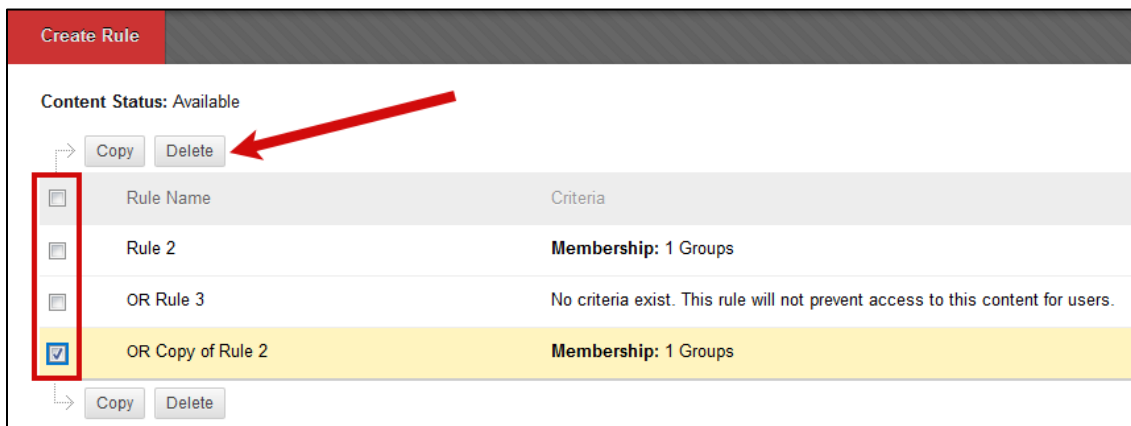 Create Rule
Content Status: Available
Copy Delete
Rule Name Criteria
Rule 2 Membership: 1 Groups
OR Rule 3 No criteria exist. This rule will not prevent access to this content for users.
OR Copy of Rule 2 Membership: 1 Groups
Copy Delete